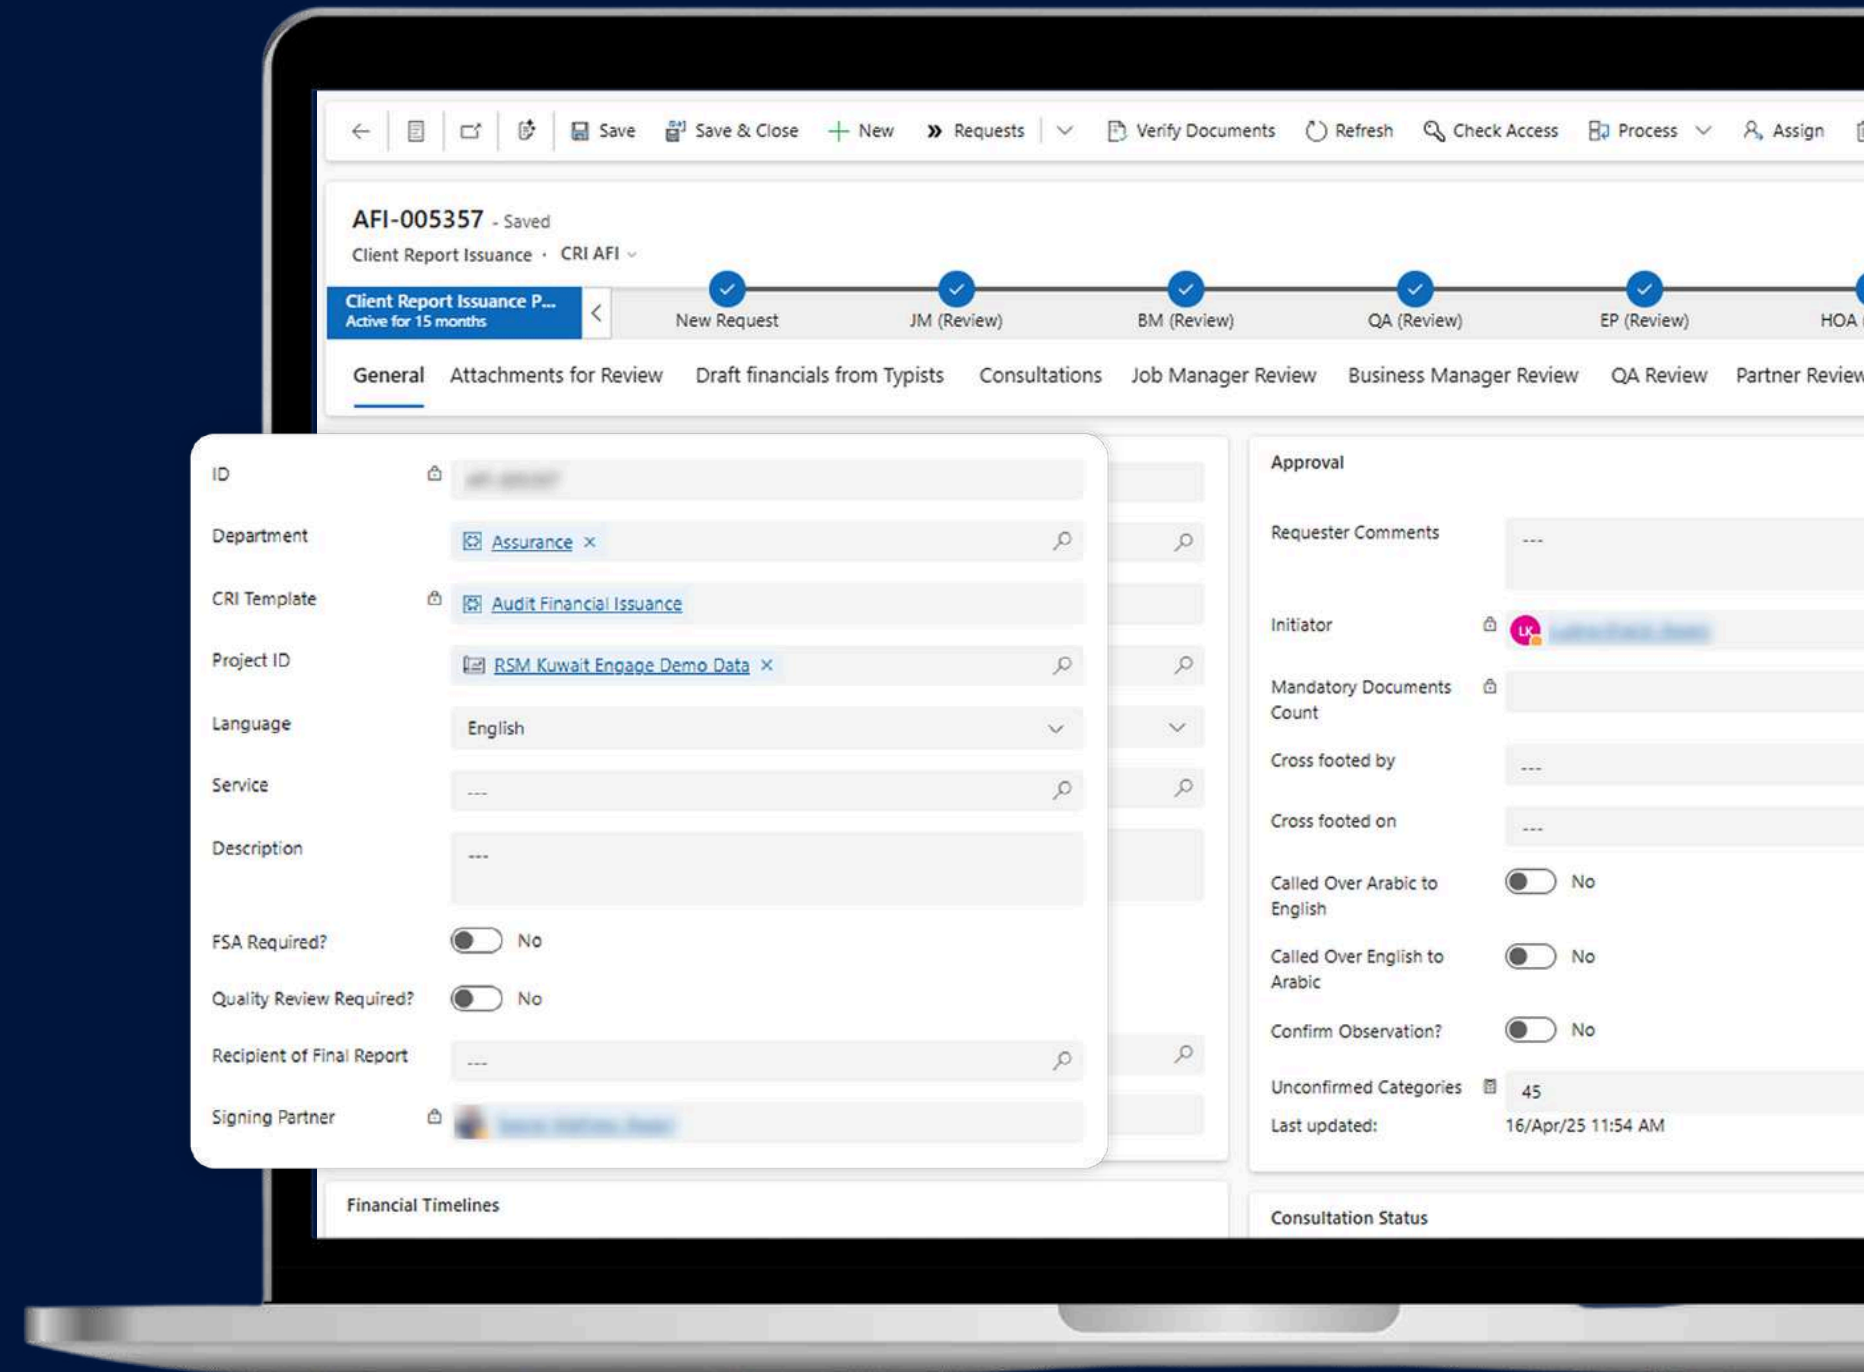 Save
Save & Close
New
Requests
Verify Documents
Refresh
Check Access
Process
Assign
AFI-005357 - Saved
Client Report Issuance · CRI AFI
Client Report Issuance P...
Active for 15 months
New Request
JM (Review)
BM (Review)
QA (Review)
EP (Review)
HOA
General
Attachments for Review
Draft financials from Typists
Consultations
Job Manager Review
Business Manager Review
QA Review
Partner Review
ID
Department
Assurance
CRI Template
Audit Financial Issuance
Project ID
RSM Kuwait Engage Demo Data
Language
English
Service
---
Description
---
FSA Required?
No
Quality Review Required?
No
Recipient of Final Report
---
Signing Partner
Financial Timelines
Approval
Requester Comments
---
Initiator
LK
Mandatory Documents
Count
Cross footed by
---
Cross footed on
---
Called Over Arabic to
English
No
Called Over English to
Arabic
No
Confirm Observation?
No
Unconfirmed Categories
45
Last updated:
16/Apr/25 11:54 AM
Consultation Status